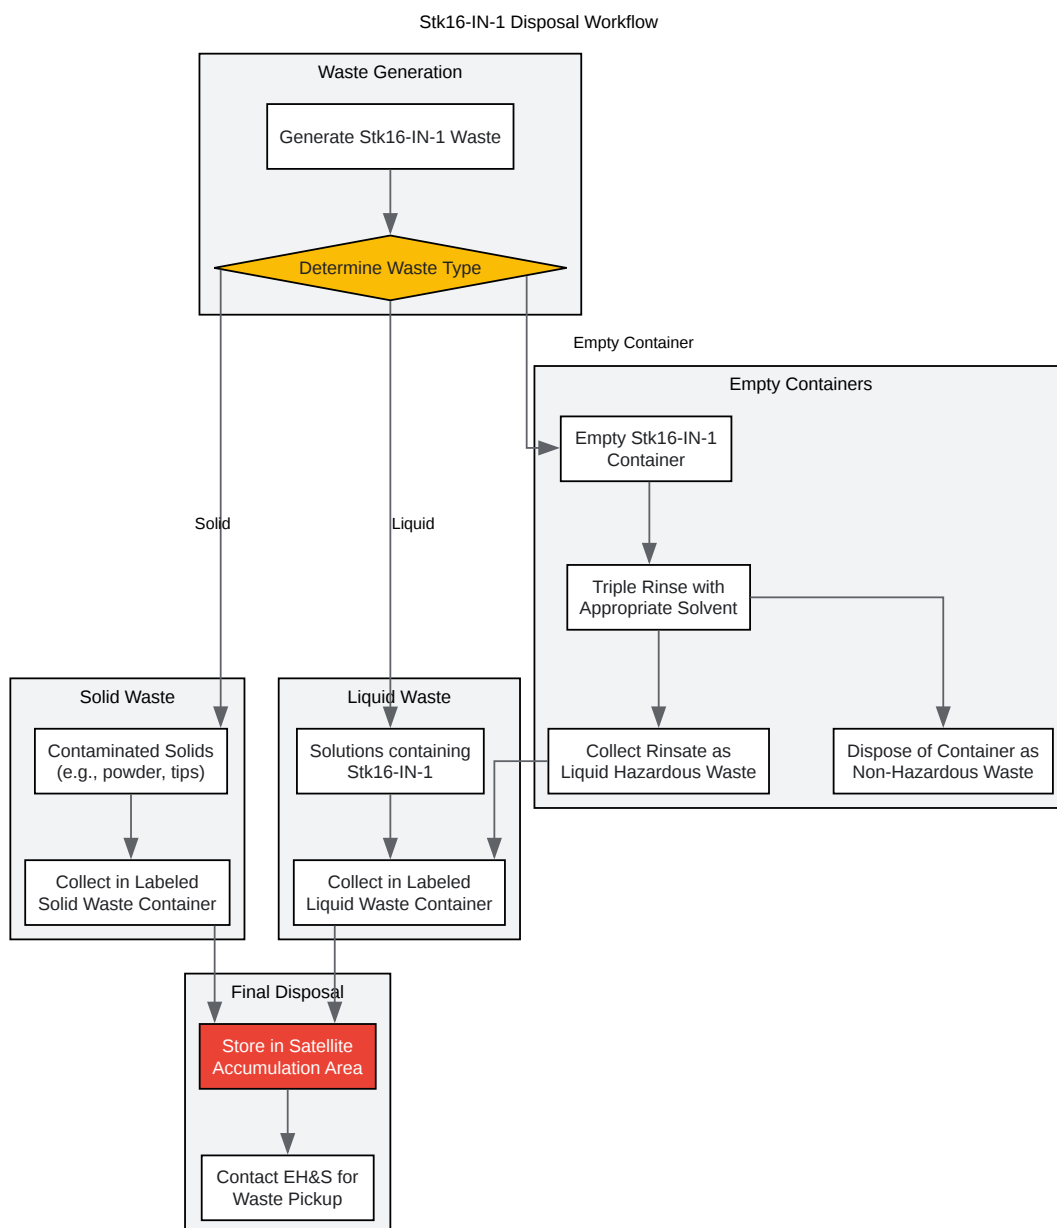 Stk16-IN-1 Disposal Workflow
Waste Generation
Generate Stk16-IN-1 Waste
Determine Waste Type
Empty Container
Empty Containers
Empty Stk16-IN-1
Container
Solid
Liquid
Triple Rinse with
Appropriate Solvent
Solid Waste
Liquid Waste
Contaminated Solids
(e.g., powder, tips)
Solutions containing
Stk16-IN-1
Collect Rinsate as
Liquid Hazardous Waste
Dispose of Container as
Non-Hazardous Waste
Collect in Labeled
Solid Waste Container
Collect in Labeled
Liquid Waste Container
Final Disposal
Store in Satellite
Accumulation Area
Contact EH&S for
Waste Pickup